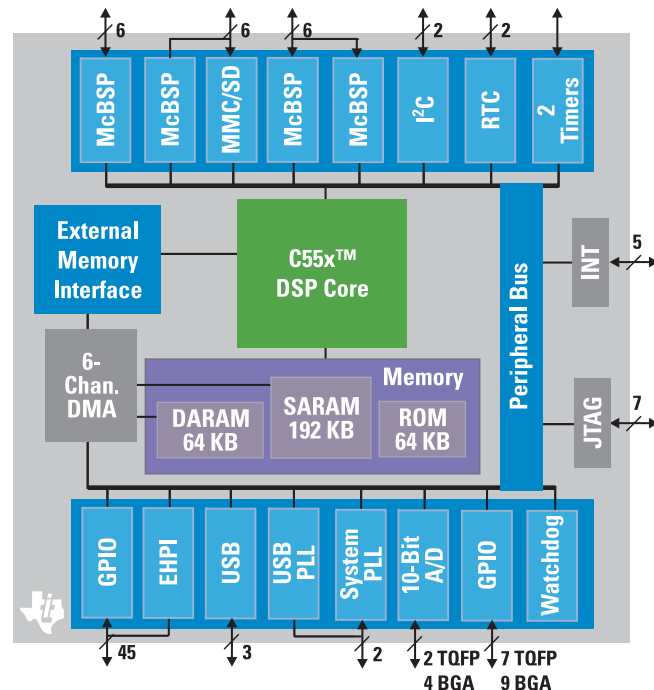 6
6
6
2
2
McBSP
McBSP
MMC/SD
McBSP
McBSP
I²C
RTC
2
Timers
External
Memory
Interface
C55x™
DSP Core
Peripheral Bus
INT
5
6-
Chan.
DMA
Memory
DARAM
64 KB
SARAM
192 KB
ROM
64 KB
JTAG
7
GPIO
EHPI
USB
USB
PLL
System
PLL
10-Bit
A/D
GPIO
Watchdog
45
3
2
2 TQFP
4 BGA
7 TQFP
9 BGA
ti